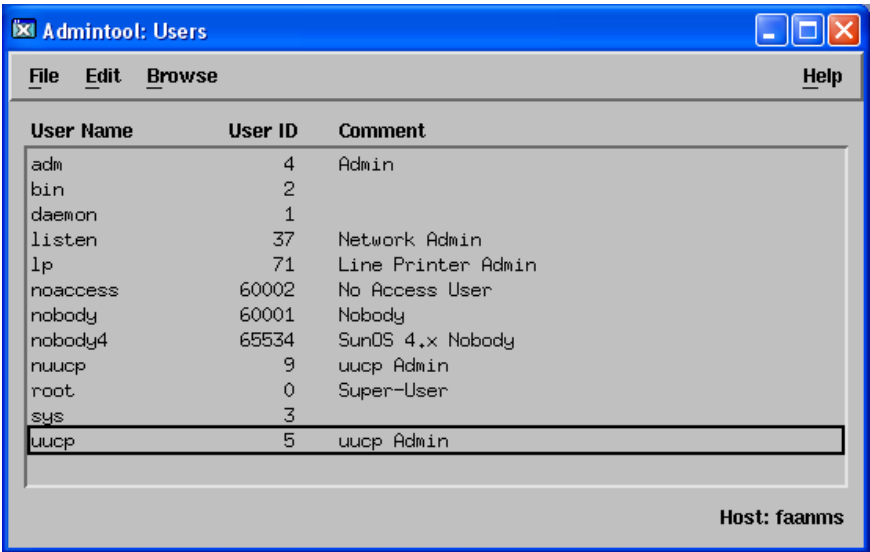 Admintool: Users
File Edit Browse Help
User Name User ID Comment
adm 4 Admin
bin 2
daemon 1
listen 37 Network Admin
lp 71 Line Printer Admin
noaccess 60002 No Access User
nobody 60001 Nobody
nobody4 65534 SunOS 4.x Nobody
nuucp 9 uucp Admin
root 0 Super-User
sys 3
uucp 5 uucp Admin
Host: faanms